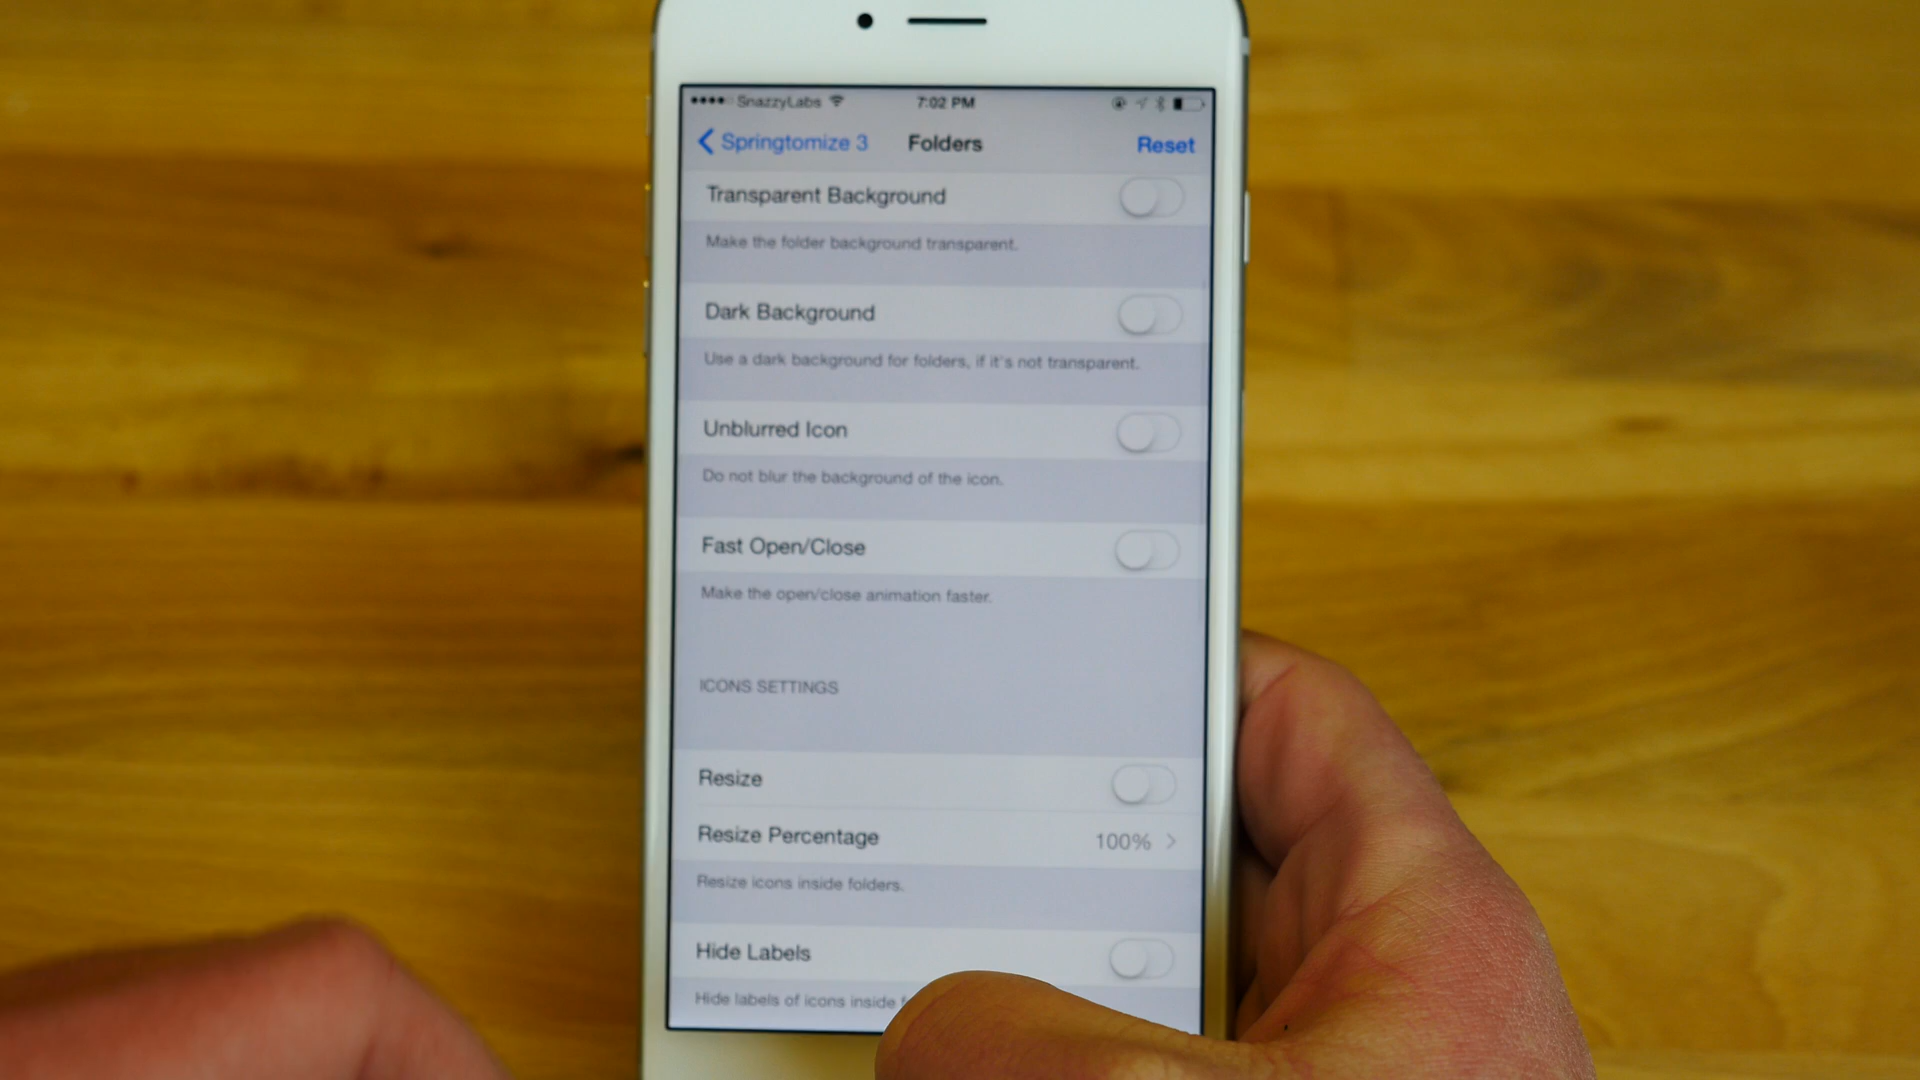 SnazzyLabs 7:02 PM
Springtomize 3 Folders Reset
Transparent Background
Make the folder background transparent.
Dark Background
Use a dark background for folders, if it's not transparent.
Unblurred Icon
Do not blur the background of the icon.
Fast Open/Close
Make the open/close animation faster.
ICONS SETTINGS
Resize
Resize Percentage 100%
Resize icons inside folders.
Hide Labels
Hide labels of icons inside